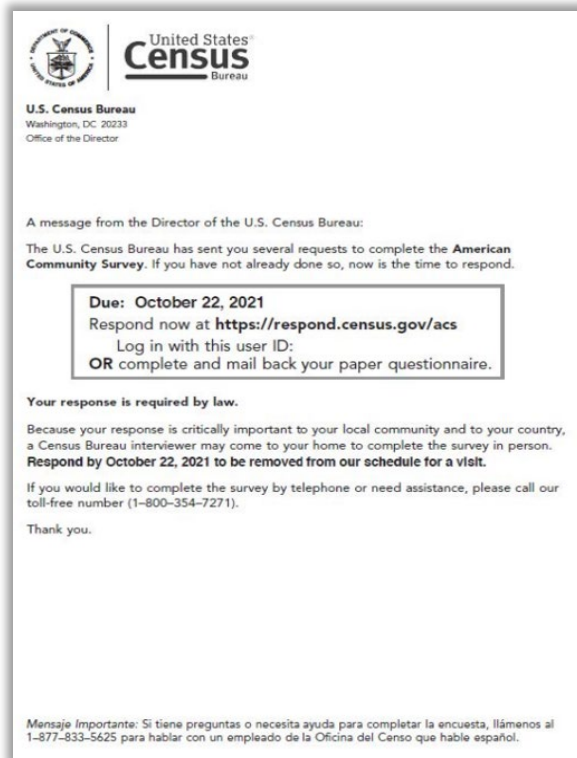 DEPARTMENT OF COMMERCE
UNITED STATES OF AMERICA
United States®
Census
Bureau
U.S. Census Bureau
Washington, DC 20233
Office of the Director
A message from the Director of the U.S. Census Bureau:
The U.S. Census Bureau has sent you several requests to complete the American
Community Survey. If you have not already done so, now is the time to respond.
Due: October 22, 2021
Respond now at https://respond.census.gov/acs
Log in with this user ID:
OR complete and mail back your paper questionnaire.
Your response is required by law.
Because your response is critically important to your local community and to your country,
a Census Bureau interviewer may come to your home to complete the survey in person.
Respond by October 22, 2021 to be removed from our schedule for a visit.
If you would like to complete the survey by telephone or need assistance, please call our
toll-free number (1–800–354–7271).
Thank you.
Mensaje Importante: Si tiene preguntas o necesita ayuda para completar la encuesta, llámenos al
1–877–833–5625 para hablar con un empleado de la Oficina del Censo que hable español.